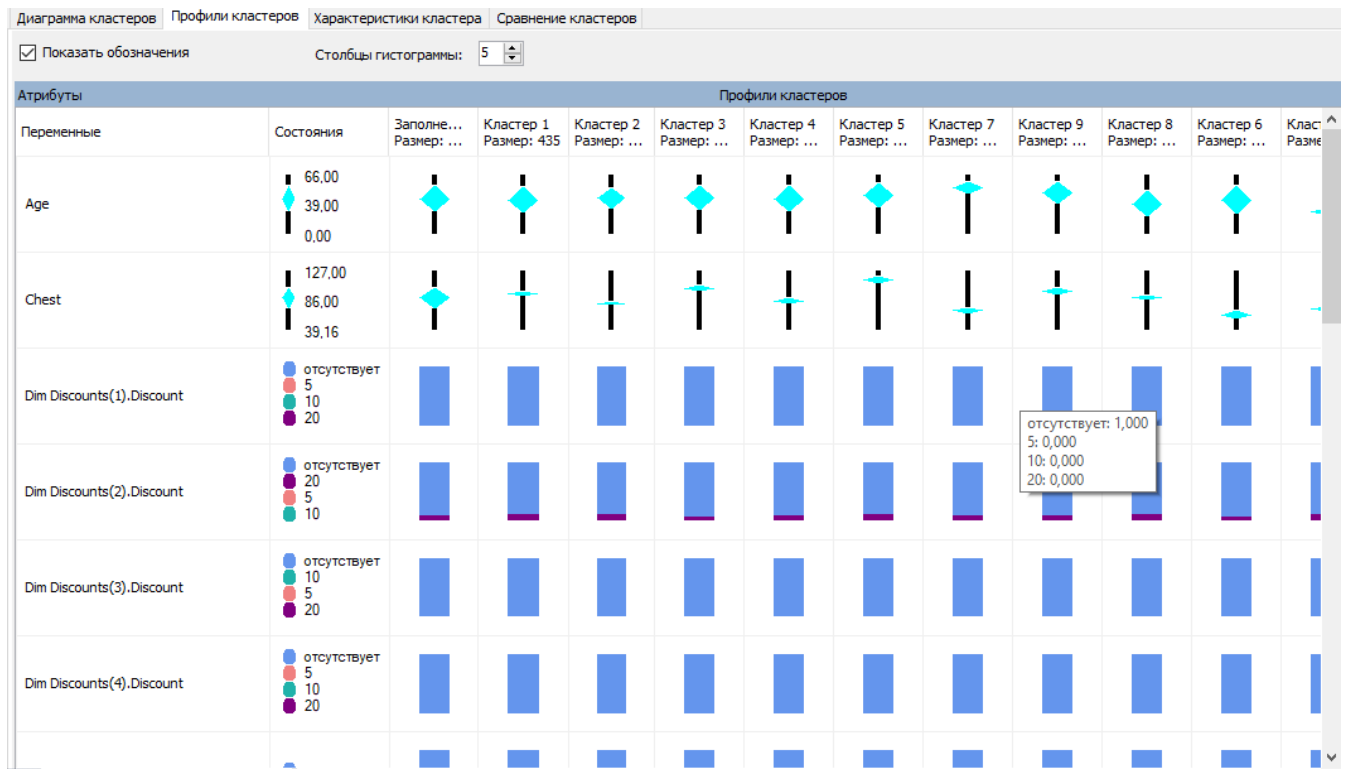 Диаграмма кластеров Профили кластеров Характеристики кластера Сравнение кластеров
Показать обозначения Столбцы гистограммы: 5
Атрибуты Профили кластеров
Переменные Состояния Заполне... Кластер 1 Кластер 2 Кластер 3 Кластер 4 Кластер 5 Кластер 7 Кластер 9 Кластер 8 Кластер 6
Размер: ... Размер: 435 Размер: ... Размер: ... Размер: ... Размер: ... Размер: ... Размер: ... Размер: ... Размер: ...
Age
66,00
39,00
0,00
Chest
127,00
86,00
39,16
Dim Discounts(1).Discount
отсутствует
5
10
20
отсутствует: 1,000
5: 0,000
10: 0,000
20: 0,000
Dim Discounts(2).Discount
отсутствует
20
5
10
Dim Discounts(3).Discount
отсутствует
10
5
20
Dim Discounts(4).Discount
отсутствует
5
10
20